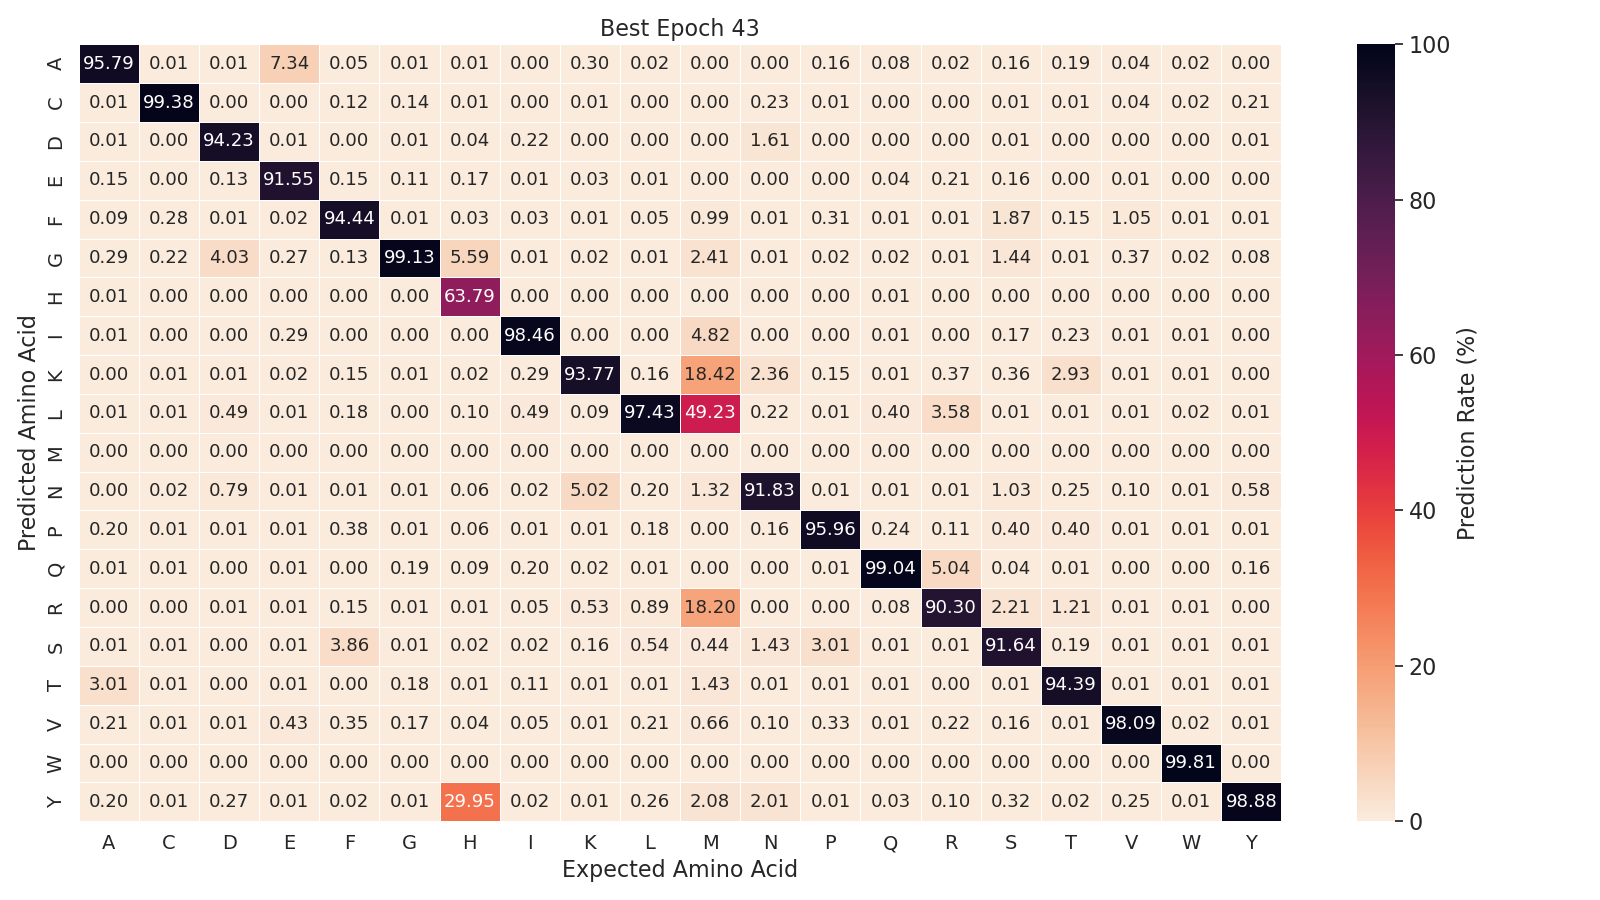 Best Epoch 43
A 95.79 0.01 0.01 7.34 0.05 0.01 0.01 0.00 0.30 0.02 0.00 0.00 0.16 0.08 0.02 0.16 0.19 0.04 0.02 0.00
C 0.01 99.38 0.00 0.00 0.12 0.14 0.01 0.00 0.01 0.00 0.00 0.23 0.01 0.00 0.00 0.01 0.01 0.04 0.02 0.21
D 0.01 0.00 94.23 0.01 0.00 0.01 0.04 0.22 0.00 0.00 0.00 1.61 0.00 0.00 0.00 0.01 0.00 0.00 0.00 0.01
E 0.15 0.00 0.13 91.55 0.15 0.11 0.17 0.01 0.03 0.01 0.00 0.00 0.00 0.04 0.21 0.16 0.00 0.01 0.00 0.00
F 0.09 0.28 0.01 0.02 94.44 0.01 0.03 0.03 0.01 0.05 0.99 0.01 0.31 0.01 0.01 1.87 0.15 1.05 0.01 0.01
G 0.29 0.22 4.03 0.27 0.13 99.13 5.59 0.01 0.02 0.01 2.41 0.01 0.02 0.02 0.01 1.44 0.01 0.37 0.02 0.08
H 0.01 0.00 0.00 0.00 0.00 0.00 63.79 0.00 0.00 0.00 0.00 0.00 0.00 0.01 0.00 0.00 0.00 0.00 0.00 0.00
I 0.01 0.00 0.00 0.29 0.00 0.00 0.00 98.46 0.00 0.00 4.82 0.00 0.00 0.01 0.00 0.17 0.23 0.01 0.01 0.00
K 0.00 0.01 0.01 0.02 0.15 0.01 0.02 0.29 93.77 0.16 18.42 2.36 0.15 0.01 0.37 0.36 2.93 0.01 0.01 0.00
L 0.01 0.01 0.49 0.01 0.18 0.00 0.10 0.49 0.09 97.43 49.23 0.22 0.01 0.40 3.58 0.01 0.01 0.01 0.02 0.01
M 0.00 0.00 0.00 0.00 0.00 0.00 0.00 0.00 0.00 0.00 0.00 0.00 0.00 0.00 0.00 0.00 0.00 0.00 0.00 0.00
N 0.00 0.02 0.79 0.01 0.01 0.01 0.06 0.02 5.02 0.20 1.32 91.83 0.01 0.01 0.01 1.03 0.25 0.10 0.01 0.58
P 0.20 0.01 0.01 0.01 0.38 0.01 0.06 0.01 0.01 0.18 0.00 0.16 95.96 0.24 0.11 0.40 0.40 0.01 0.01 0.01
Q 0.01 0.01 0.00 0.01 0.00 0.19 0.09 0.20 0.02 0.01 0.00 0.00 0.01 99.04 5.04 0.04 0.01 0.00 0.00 0.16
R 0.00 0.00 0.01 0.01 0.15 0.01 0.01 0.05 0.53 0.89 18.20 0.00 0.00 0.08 90.30 2.21 1.21 0.01 0.01 0.00
S 0.01 0.01 0.00 0.01 3.86 0.01 0.02 0.02 0.16 0.54 0.44 1.43 3.01 0.01 0.01 91.64 0.19 0.01 0.01 0.01
T 3.01 0.01 0.00 0.01 0.00 0.18 0.01 0.11 0.01 0.01 1.43 0.01 0.01 0.01 0.00 0.01 94.39 0.01 0.01 0.01
V 0.21 0.01 0.01 0.43 0.35 0.17 0.04 0.05 0.01 0.21 0.66 0.10 0.33 0.01 0.22 0.16 0.01 98.09 0.02 0.01
W 0.00 0.00 0.00 0.00 0.00 0.00 0.00 0.00 0.00 0.00 0.00 0.00 0.00 0.00 0.00 0.00 0.00 0.00 99.81 0.00
Y 0.20 0.01 0.27 0.01 0.02 0.01 29.95 0.02 0.01 0.26 2.08 2.01 0.01 0.03 0.10 0.32 0.02 0.25 0.01 98.88
A C D E F G H I K L M N P Q R S T V W Y
Expected Amino Acid
Predicted Amino Acid
100
80
60
40
20
0
Prediction Rate (%)